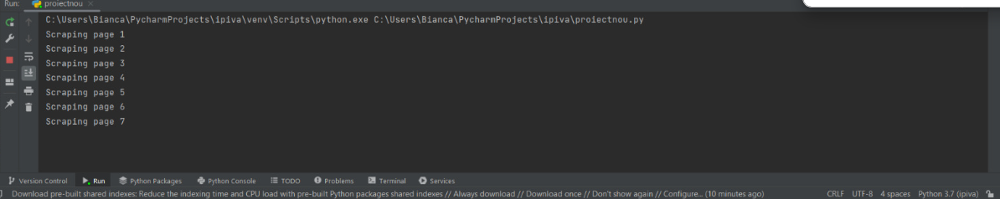 Run: proiectnou ×
C:\Users\Bianca\PycharmProjects\ipiva\venv\Scripts\python.exe C:\Users\Bianca\PycharmProjects\ipiva\proiectnou.py
Scraping page 1
Scraping page 2
Scraping page 3
Scraping page 4
Scraping page 5
Scraping page 6
Scraping page 7
Version Control Run Python Packages Python Console TODO Problems Terminal Services
Download pre-built shared indexes: Reduce the indexing time and CPU load with pre-built Python packages shared indexes // Always download // Download once // Don't show again // Configure... (10 minutes ago) CRLF UTF-8 4 spaces Python 3.7 (ipiva)